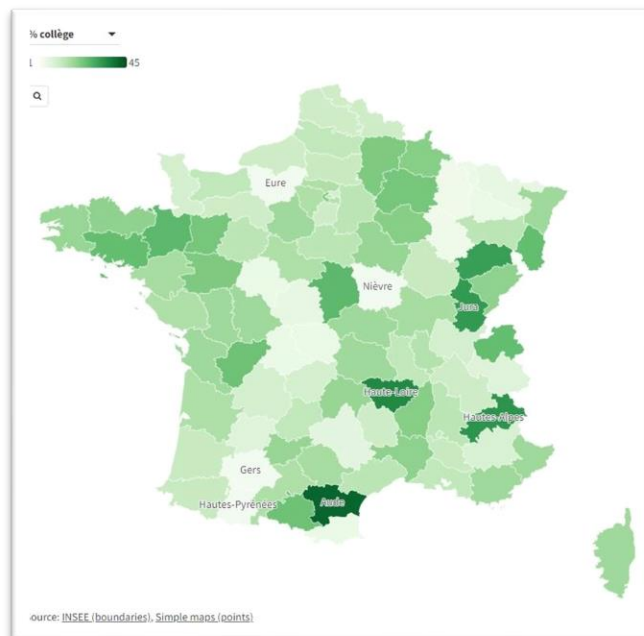 % collège
45
Eure
Nièvre
Jura
Haute-Loire
Hautes-Alpes
Gers
Hautes-Pyrénées
Aude
ource: INSEE (boundaries), Simple maps (points)